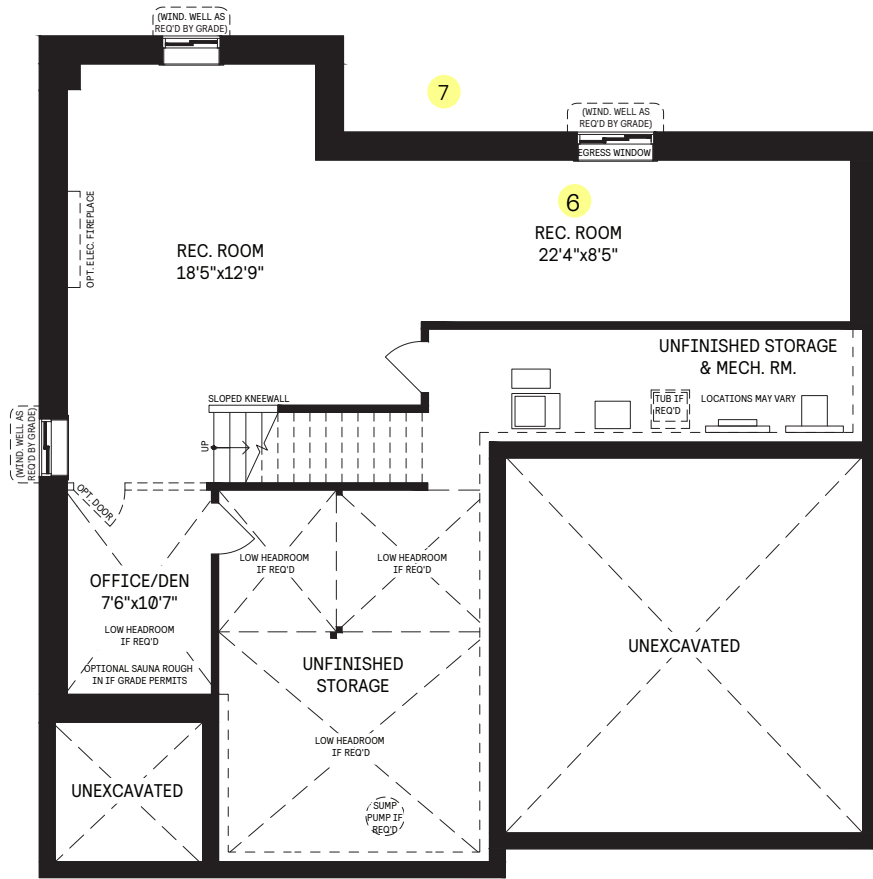 (WIND. WELL AS
REQ'D BY GRADE)
7
(WIND. WELL AS
REQ'D BY GRADE)
EGRESS WINDOW
6
REC. ROOM
22'4"x8'5"
OPT. ELEC. FIREPLACE
REC. ROOM
18'5"x12'9"
UNFINISHED STORAGE
& MECH. RM.
SLOPED KNEEWALL
TUB IF
REQ'D
LOCATIONS MAY VARY
(WIND. WELL AS
REQ'D BY GRADE)
UP
OPT. DOOR
LOW HEADROOM
IF REQ'D
LOW HEADROOM
IF REQ'D
OFFICE/DEN
7'6"x10'7"
LOW HEADROOM
IF REQ'D
OPTIONAL SAUNA ROUGH
IN IF GRADE PERMITS
UNFINISHED
STORAGE
UNEXCAVATED
LOW HEADROOM
IF REQ'D
UNEXCAVATED
SUMP
PUMP IF
REQ'D